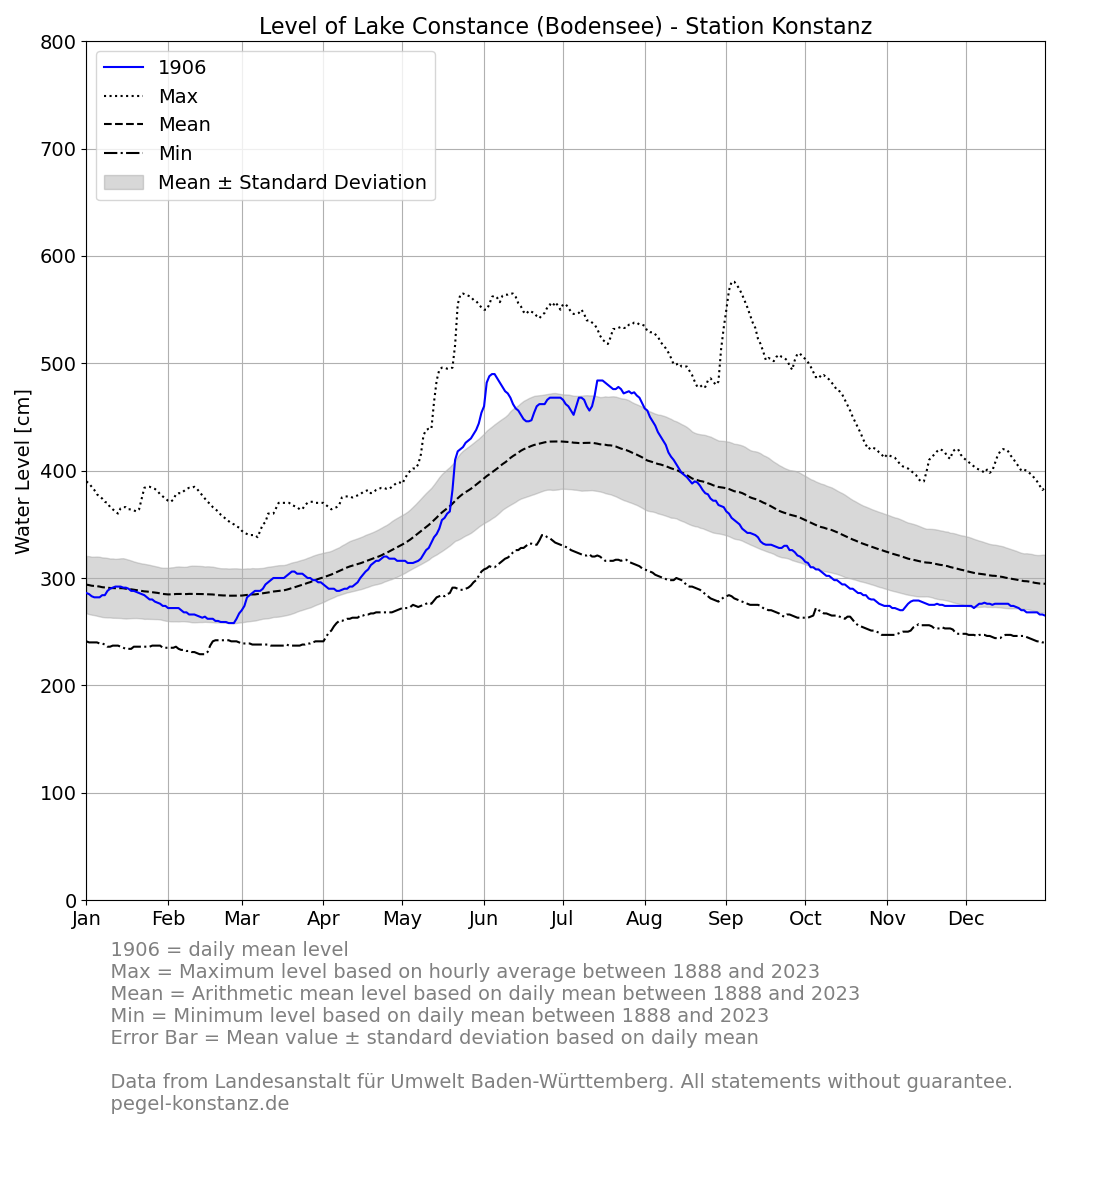 Level of Lake Constance (Bodensee) - Station Konstanz
800
700
600
500
400
300
200
100
0
Water Level [cm]
1906
Max
Mean
Min
Mean ± Standard Deviation
Jan Feb Mar Apr May Jun Jul Aug Sep Oct Nov Dec
1906 = daily mean level
Max = Maximum level based on hourly average between 1888 and 2023
Mean = Arithmetic mean level based on daily mean between 1888 and 2023
Min = Minimum level based on daily mean between 1888 and 2023
Error Bar = Mean value ± standard deviation based on daily mean
Data from Landesanstalt für Umwelt Baden-Württemberg. All statements without guarantee.
pegel-konstanz.de